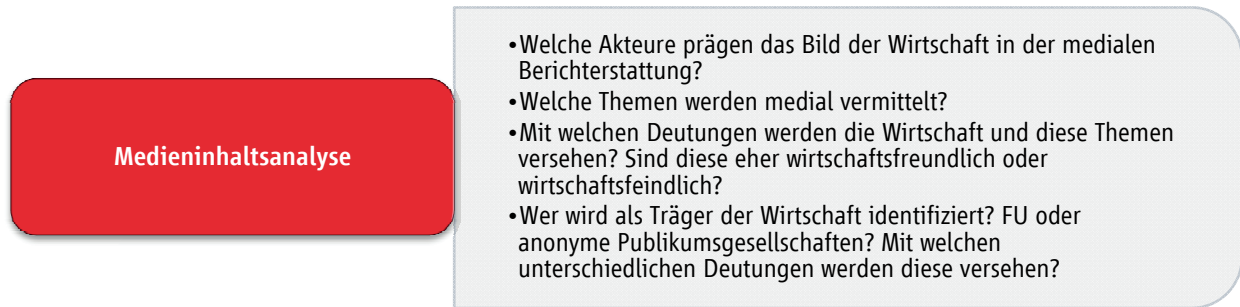 Medieninhaltsanalyse
•Welche Akteure prägen das Bild der Wirtschaft in der medialen
Berichterstattung?
•Welche Themen werden medial vermittelt?
•Mit welchen Deutungen werden die Wirtschaft und diese Themen
versehen? Sind diese eher wirtschaftsfreundlich oder
wirtschaftsfeindlich?
•Wer wird als Träger der Wirtschaft identifiziert? FU oder
anonyme Publikumsgesellschaften? Mit welchen
unterschiedlichen Deutungen werden diese versehen?